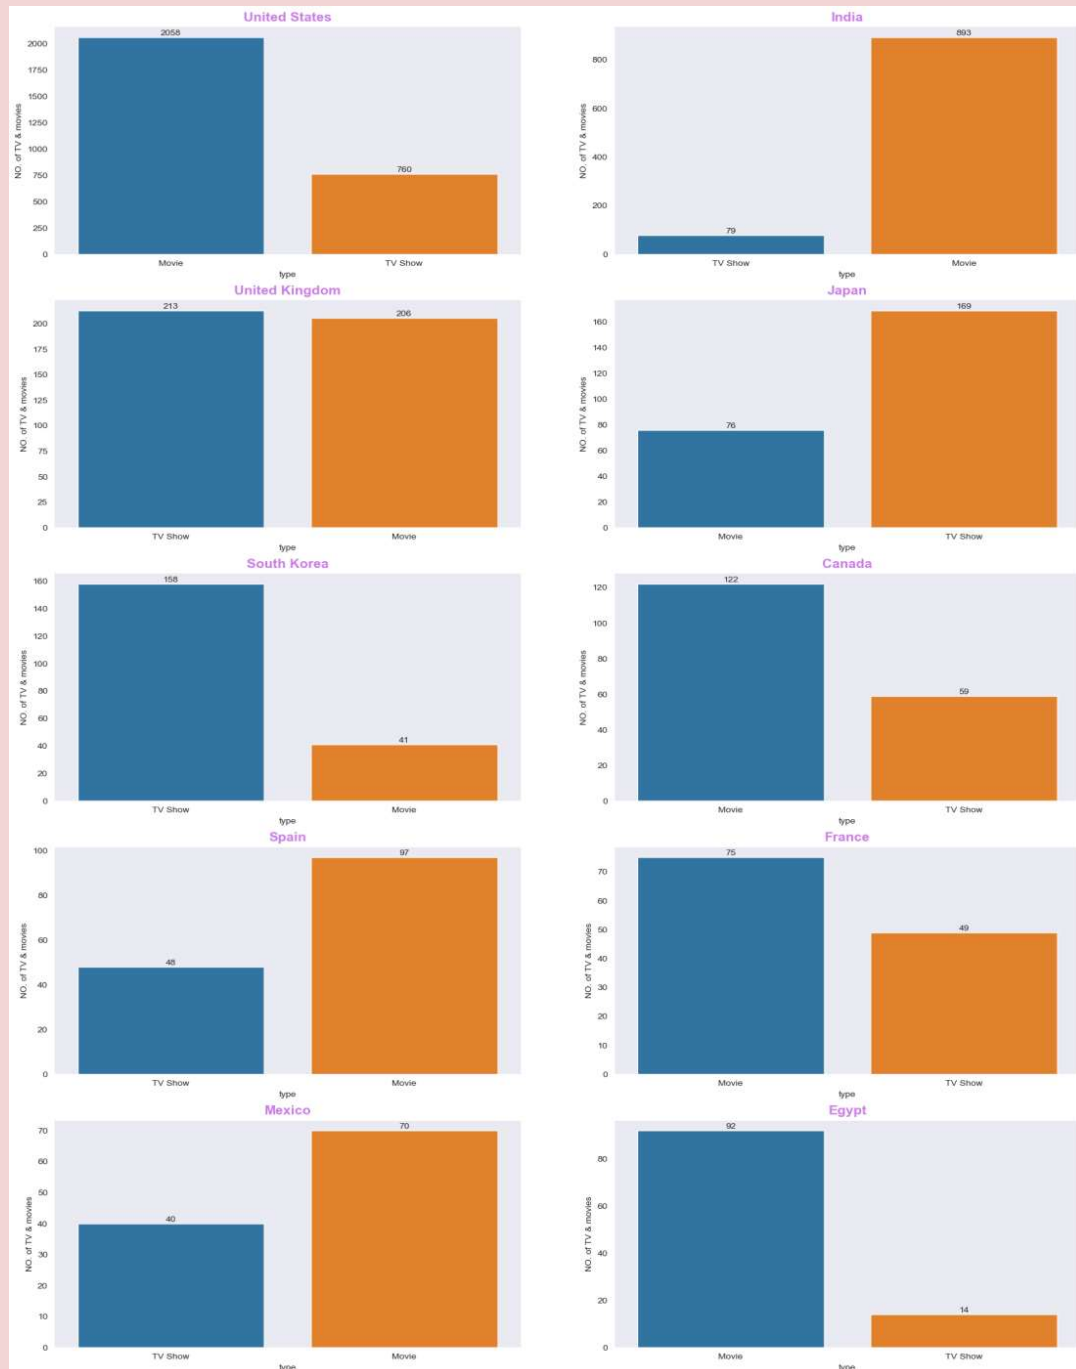 United States
NO. of TV & movies
2000
1750
1500
1250
1000
750
500
250
0
2058
760
Movie
TV Show
type
India
NO. of TV & movies
800
600
400
200
0
79
893
TV Show
Movie
type
United Kingdom
NO. of TV & movies
200
175
150
125
100
75
50
25
0
213
206
TV Show
Movie
type
Japan
NO. of TV & movies
160
140
120
100
80
60
40
20
0
76
169
Movie
TV Show
type
South Korea
NO. of TV & movies
160
140
120
100
80
60
40
20
0
158
41
TV Show
Movie
type
Canada
NO. of TV & movies
120
100
80
60
40
20
0
122
59
Movie
TV Show
type
Spain
NO. of TV & movies
100
80
60
40
20
0
48
97
TV Show
Movie
type
France
NO. of TV & movies
70
60
50
40
30
20
10
0
75
49
Movie
TV Show
type
Mexico
NO. of TV & movies
70
60
50
40
30
20
10
0
40
70
TV Show
Movie
type
Egypt
NO. of TV & movies
80
60
40
20
0
92
14
Movie
TV Show
type